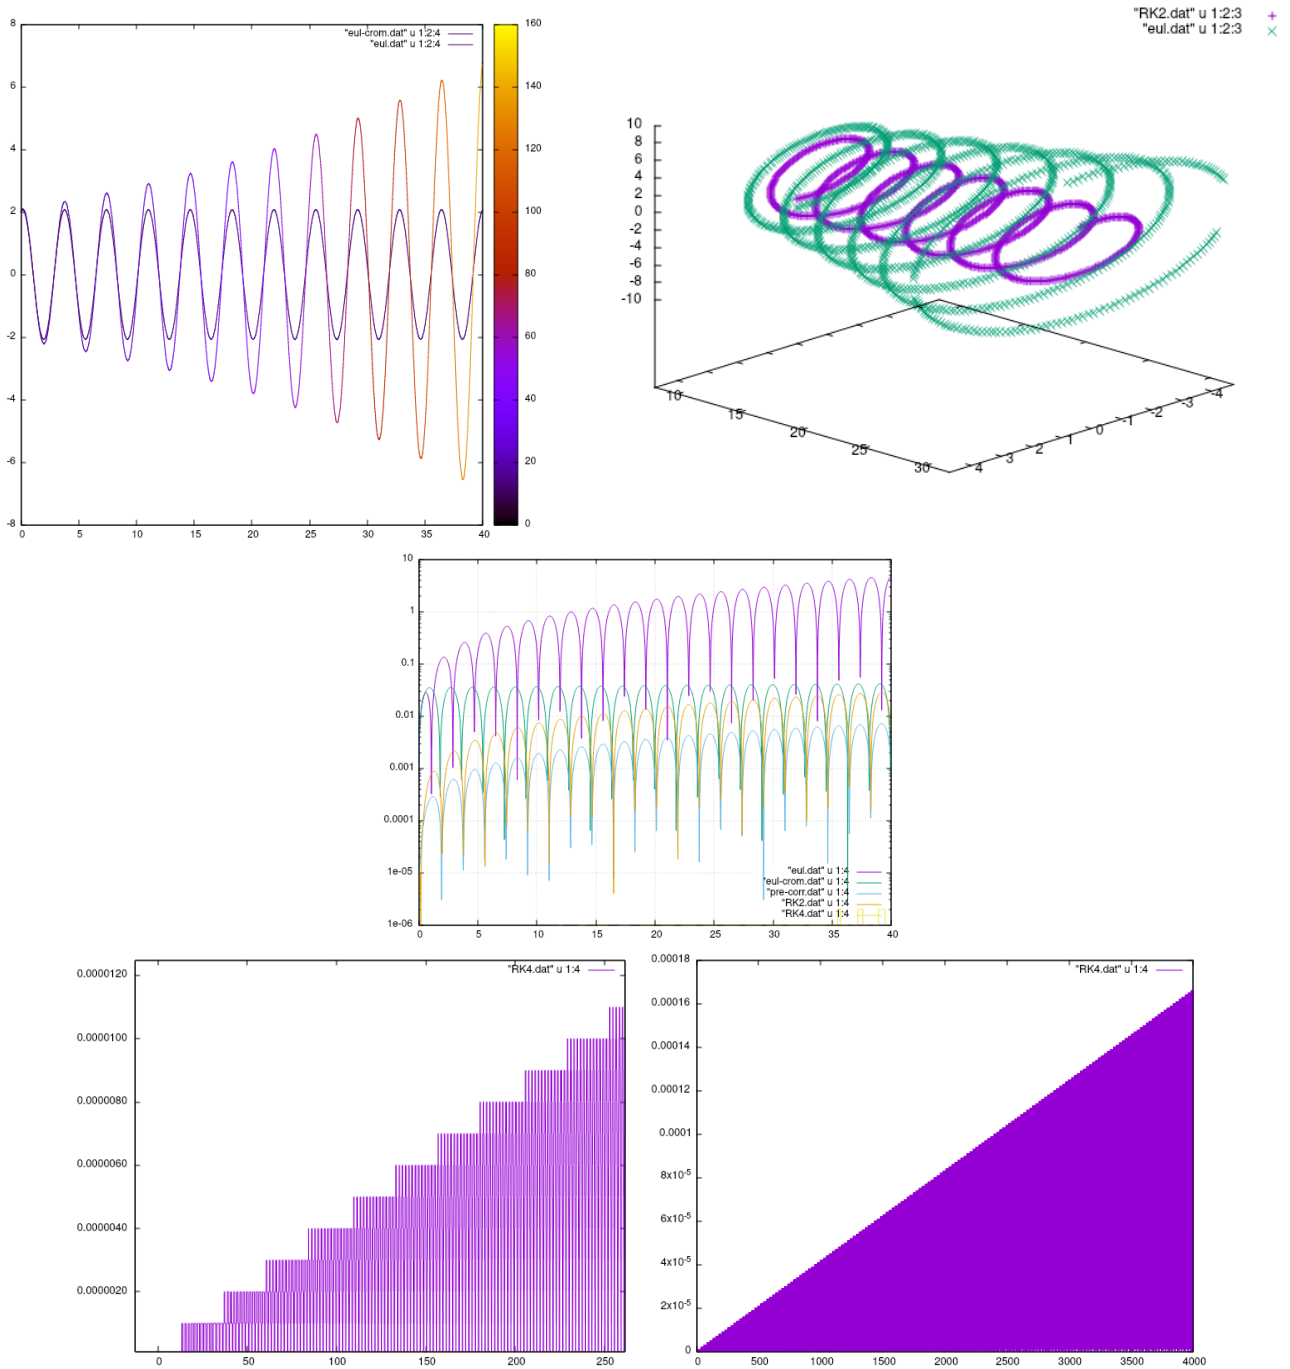 "eul-crom.dat" u 1:2:4
"eul.dat" u 1:2:4
8
6
4
2
0
-2
-4
-6
-8
0 5 10 15 20 25 30 35 40
160
140
120
100
80
60
40
20
0
"RK2.dat" u 1:2:3
"eul.dat" u 1:2:3
10
8
6
4
2
0
-2
-4
-6
-8
-10
10
15
20
25
30
4
3
2
1
0
-1
-2
-3
-4
10
1
0.1
0.01
0.001
0.0001
1e-05
1e-06
"eul.dat" u 1:4
"eul-crom.dat" u 1:4
"pre-corr.dat" u 1:4
"RK2.dat" u 1:4
"RK4.dat" u 1:4
0 5 10 15 20 25 30 35 40
"RK4.dat" u 1:4
0.0000120
0.0000100
0.0000080
0.0000060
0.0000040
0.0000020
0 50 100 150 200 250
"RK4.dat" u 1:4
0.00018
0.00016
0.00014
0.00012
0.0001
8x10⁻⁵
6x10⁻⁵
4x10⁻⁵
2x10⁻⁵
0
0 500 1000 1500 2000 2500 3000 3500 4000